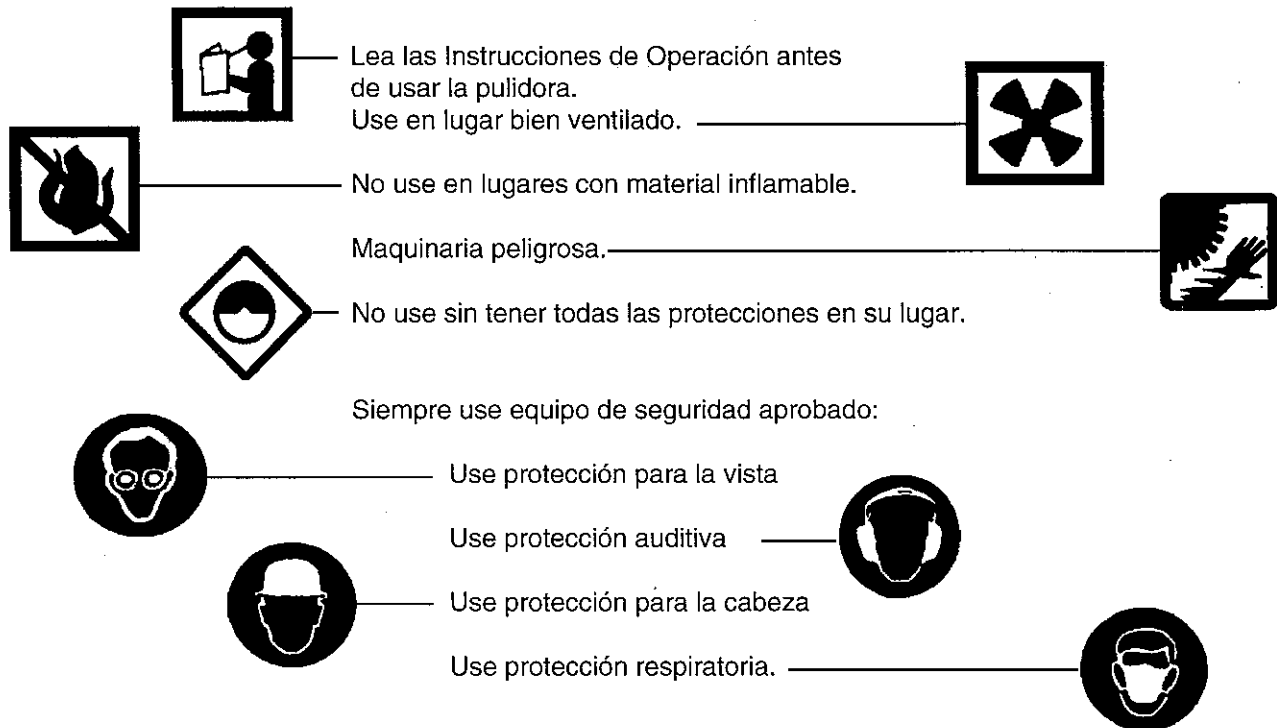 Lea las Instrucciones de Operación antes
de usar la pulidora.
Use en lugar bien ventilado.
No use en lugares con material inflamable.
Maquinaria peligrosa.
No use sin tener todas las protecciones en su lugar.
Siempre use equipo de seguridad aprobado:
Use protección para la vista
Use protección auditiva
Use protección para la cabeza
Use protección respiratoria.